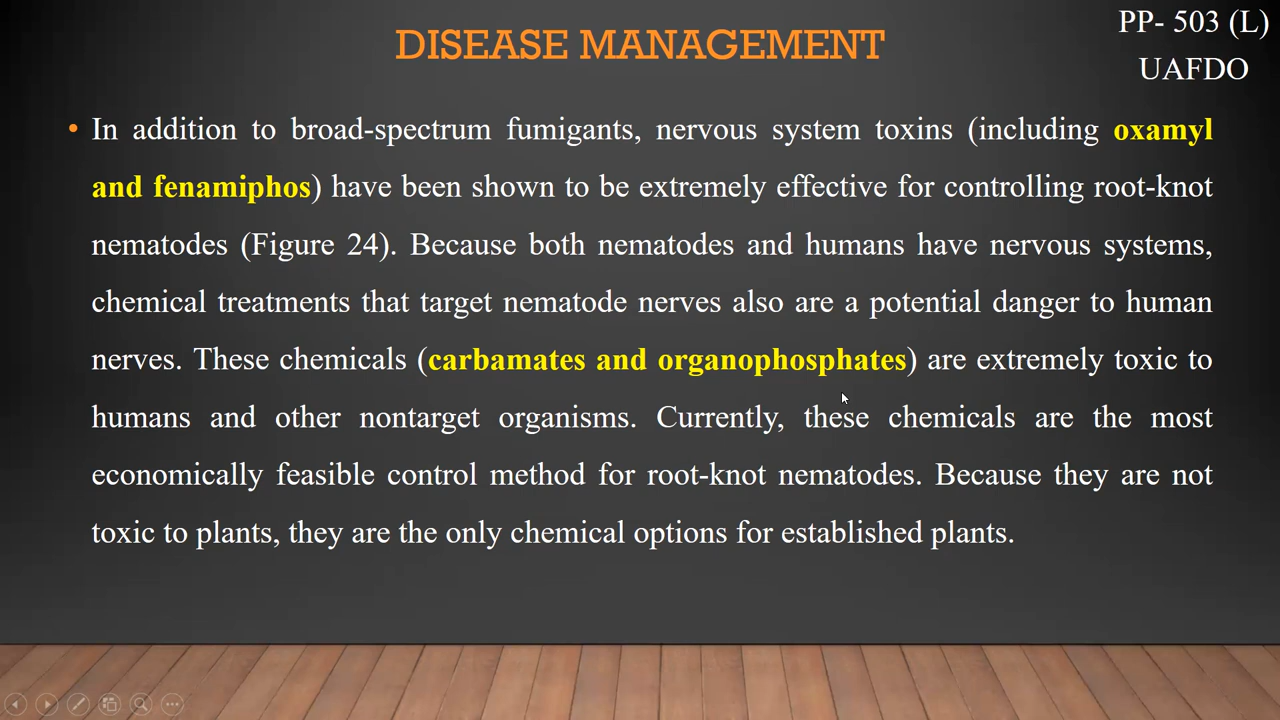 PP- 503 (L)
UAFDO
DISEASE MANAGEMENT
• In addition to broad-spectrum fumigants, nervous system toxins (including oxamyl
and fenamiphos) have been shown to be extremely effective for controlling root-knot
nematodes (Figure 24). Because both nematodes and humans have nervous systems,
chemical treatments that target nematode nerves also are a potential danger to human
nerves. These chemicals (carbamates and organophosphates) are extremely toxic to
humans and other nontarget organisms. Currently, these chemicals are the most
economically feasible control method for root-knot nematodes. Because they are not
toxic to plants, they are the only chemical options for established plants.